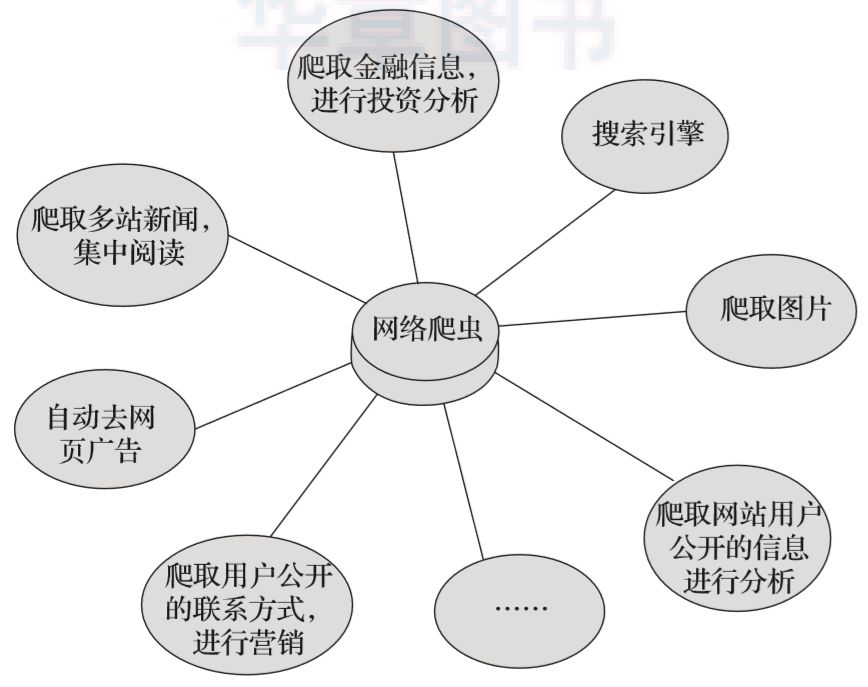 华章图书
爬取金融信息，
进行投资分析
搜索引擎
爬取多站新闻，
集中阅读
网络爬虫
爬取图片
自动去网
页广告
爬取网站用户
公开的信息
进行分析
爬取用户公开
的联系方式，
进行营销
……